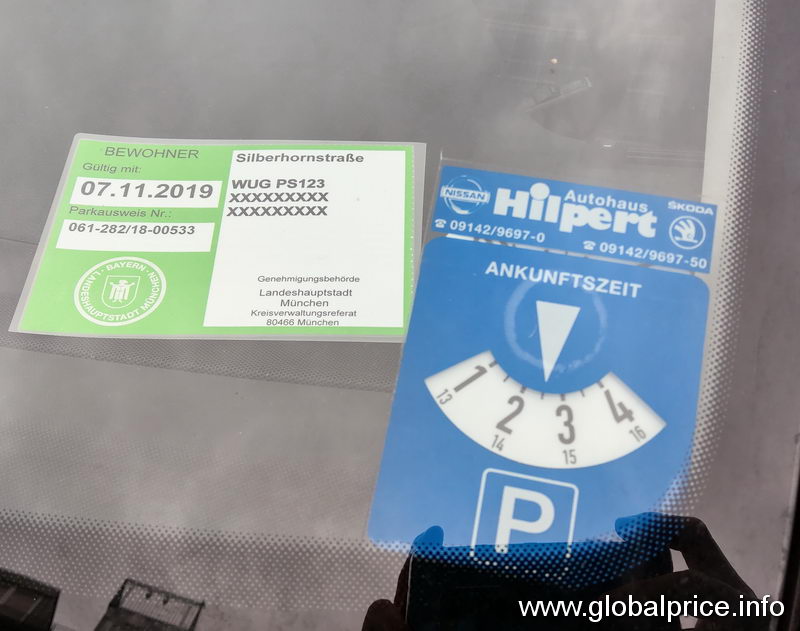 BEWOHNER
Gültig mit:
07.11.2019
Parkausweis Nr.:
061-282/18-00533
BAYERN
LANDESHAUPTSTADT MÜNCHEN
Silberhornstraße
WUG PS123
XXXXXXXXX
XXXXXXXXX
Genehmigungsbehörde
Landeshauptstadt
München
Kreisverwaltungsreferat
80466 München
NISSAN
Autohaus
Hilpert
ŠKODA
☎ 09142/9697-0
☎ 09142/9697-50
ANKUNFTSZEIT
1 2 3 4
13 14 15 16
P
www.globalprice.info